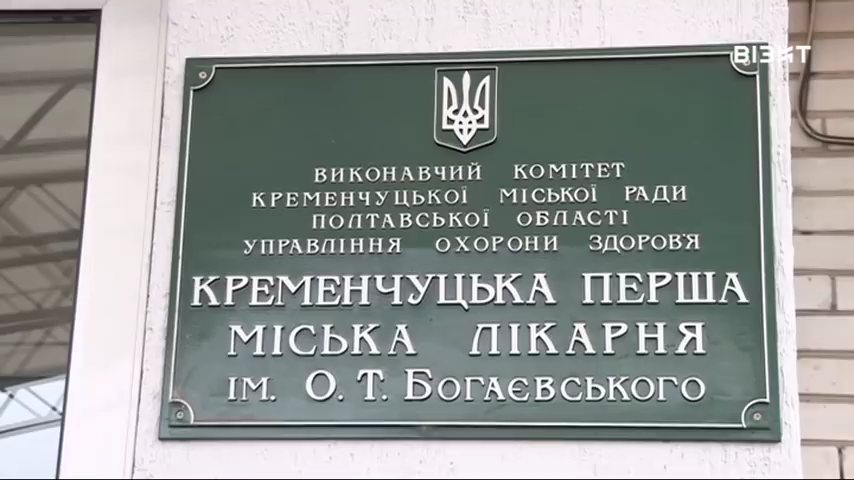 ВІЗИТ
ВИКОНАВЧИЙ КОМІТЕТ
КРЕМЕНЧУЦЬКОЇ МІСЬКОЇ РАДИ
ПОЛТАВСЬКОЇ ОБЛАСТІ
УПРАВЛІННЯ ОХОРОНИ ЗДОРОВ'Я
КРЕМЕНЧУЦЬКА ПЕРША
МІСЬКА ЛІКАРНЯ
ІМ. О. Т. БОГАЄВСЬКОГО